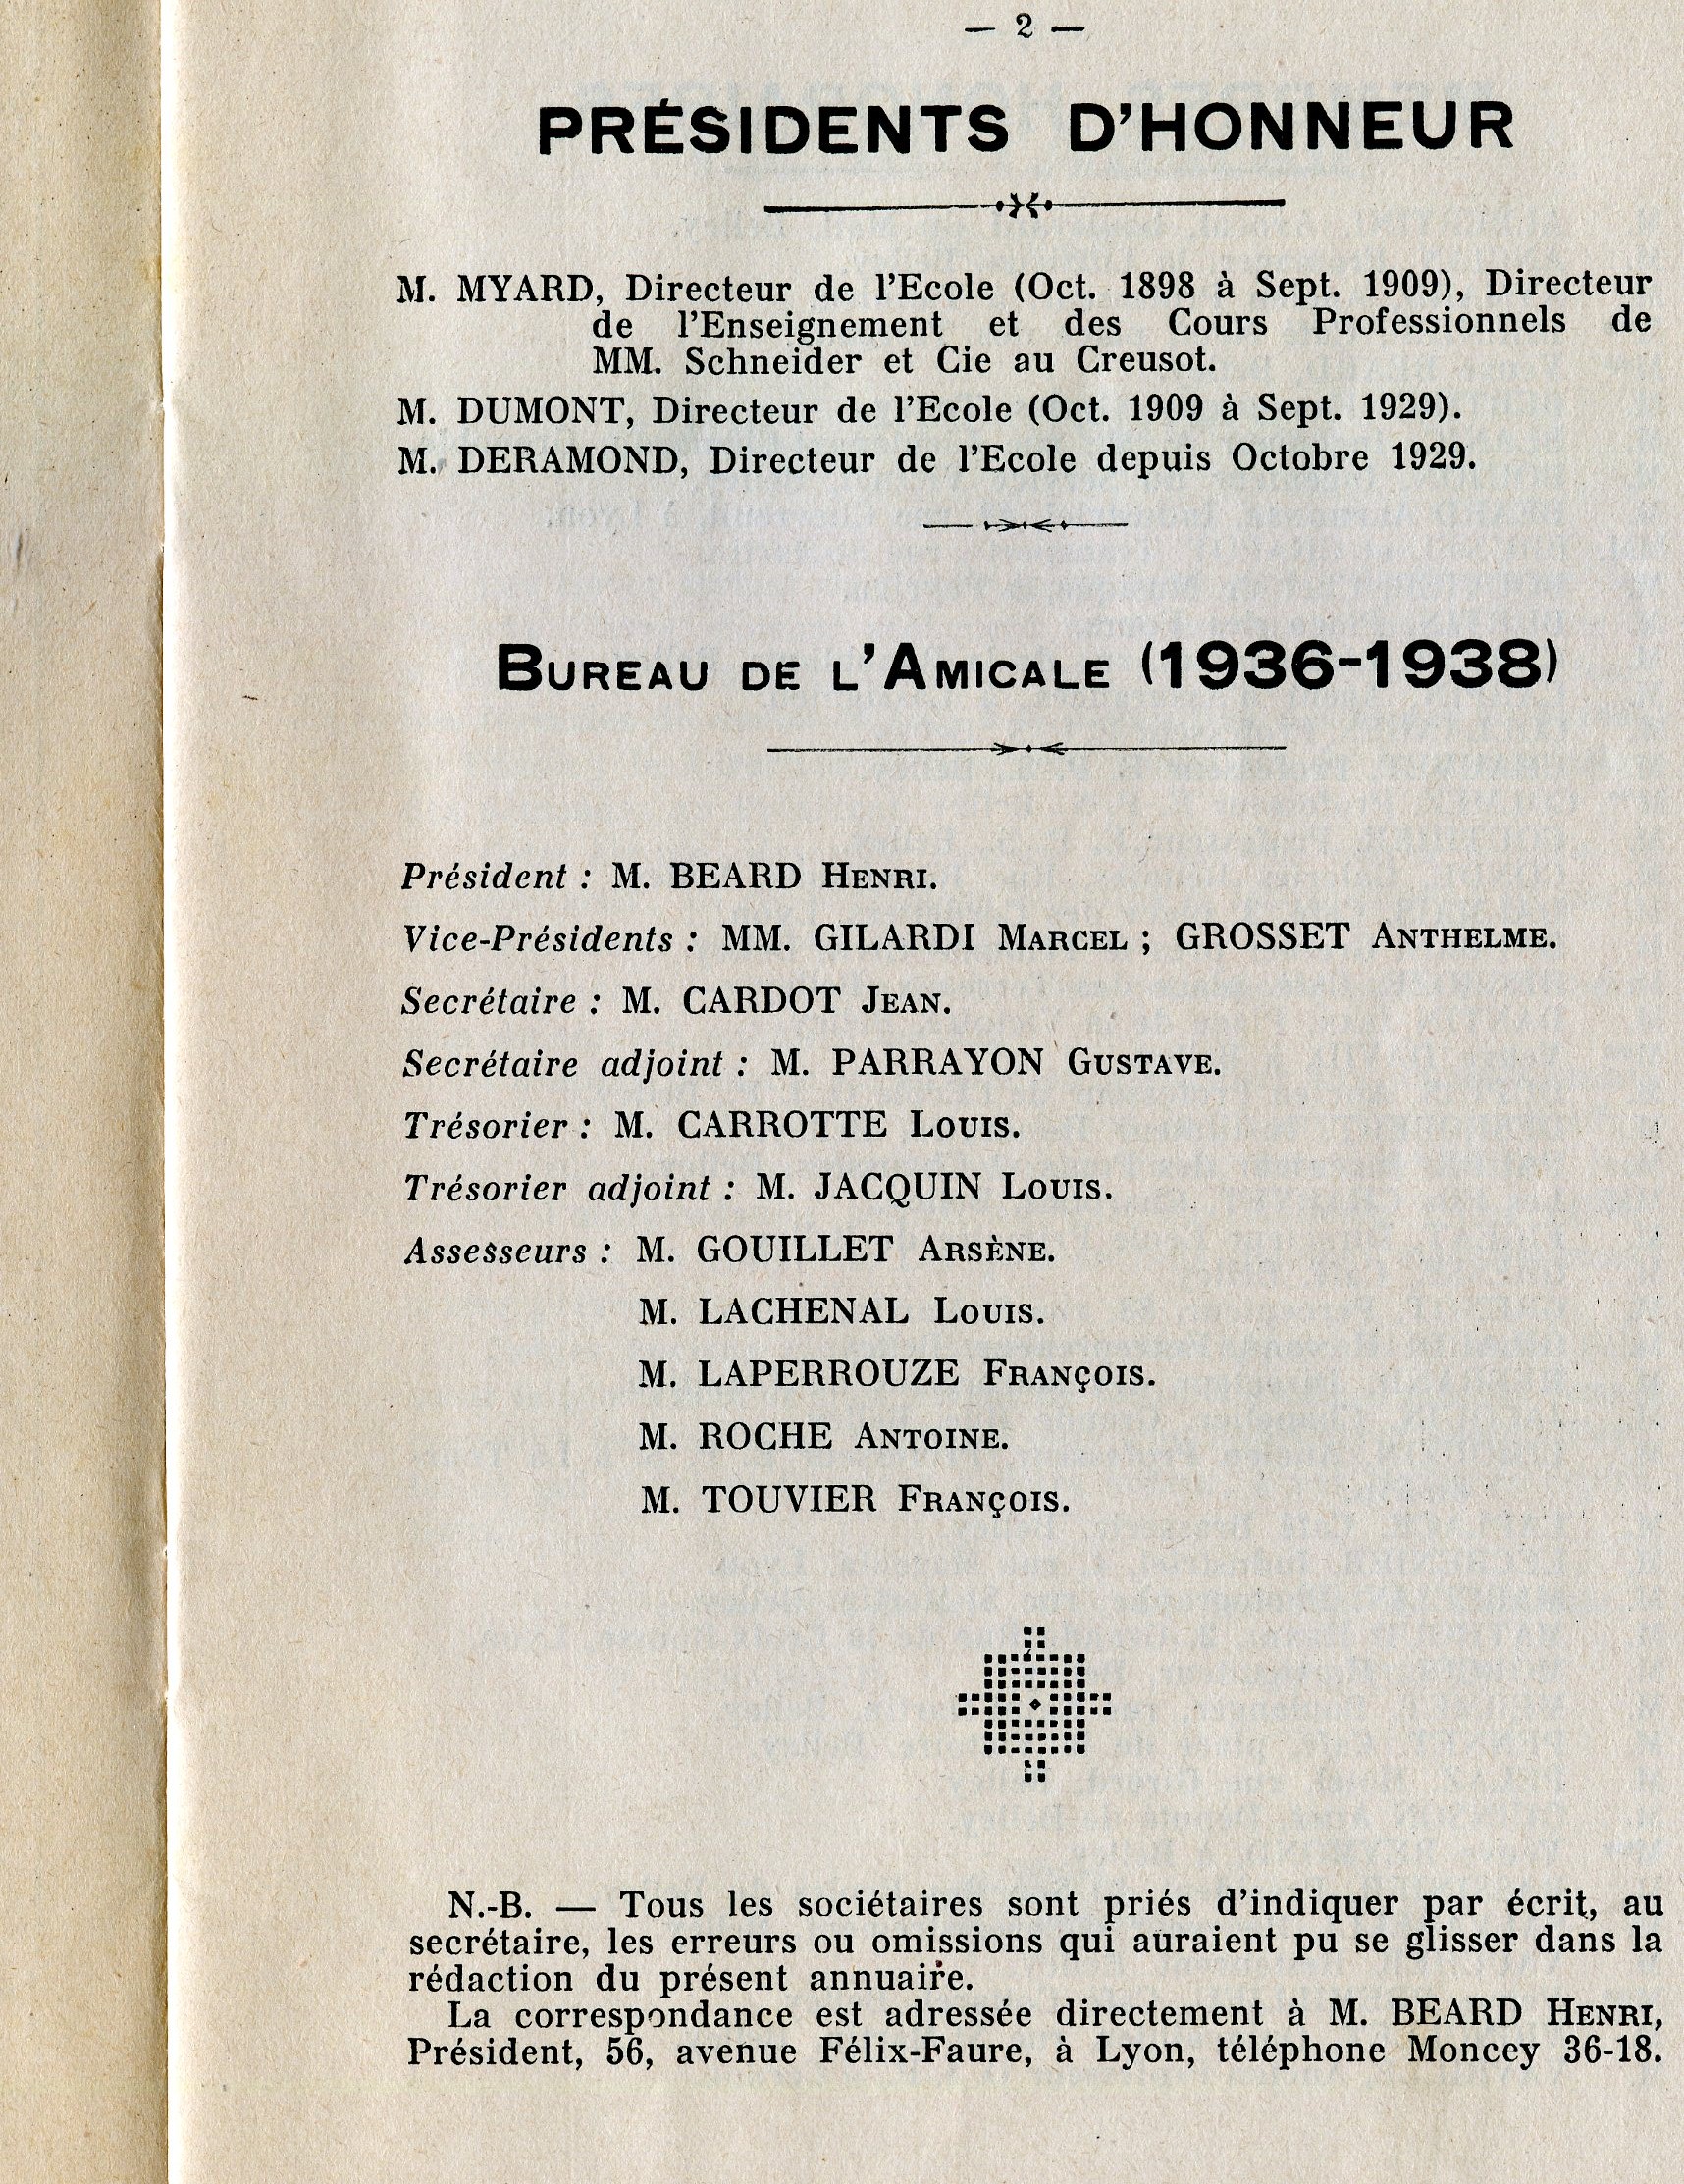 — 2 —
PRÉSIDENTS D'HONNEUR
M. MYARD, Directeur de l'Ecole (Oct. 1898 à Sept. 1909), Directeur
de l'Enseignement et des Cours Professionnels de
MM. Schneider et Cie au Creusot.
M. DUMONT, Directeur de l'Ecole (Oct. 1909 à Sept. 1929).
M. DERAMOND, Directeur de l'Ecole depuis Octobre 1929.
BUREAU DE L'AMICALE (1936-1938)
Président : M. BEARD HENRI.
Vice-Présidents : MM. GILARDI MARCEL ; GROSSET ANTHELME.
Secrétaire : M. CARDOT JEAN.
Secrétaire adjoint : M. PARRAYON GUSTAVE.
Trésorier : M. CARROTTE LOUIS.
Trésorier adjoint : M. JACQUIN LOUIS.
Assesseurs : M. GOUILLET ARSÈNE.
M. LACHENAL LOUIS.
M. LAPERROUZE FRANÇOIS.
M. ROCHE ANTOINE.
M. TOUVIER FRANÇOIS.
N.-B. — Tous les sociétaires sont priés d'indiquer par écrit, au
secrétaire, les erreurs ou omissions qui auraient pu se glisser dans la
rédaction du présent annuaire.
La correspondance est adressée directement à M. BEARD HENRI,
Président, 56, avenue Félix-Faure, à Lyon, téléphone Moncey 36-18.